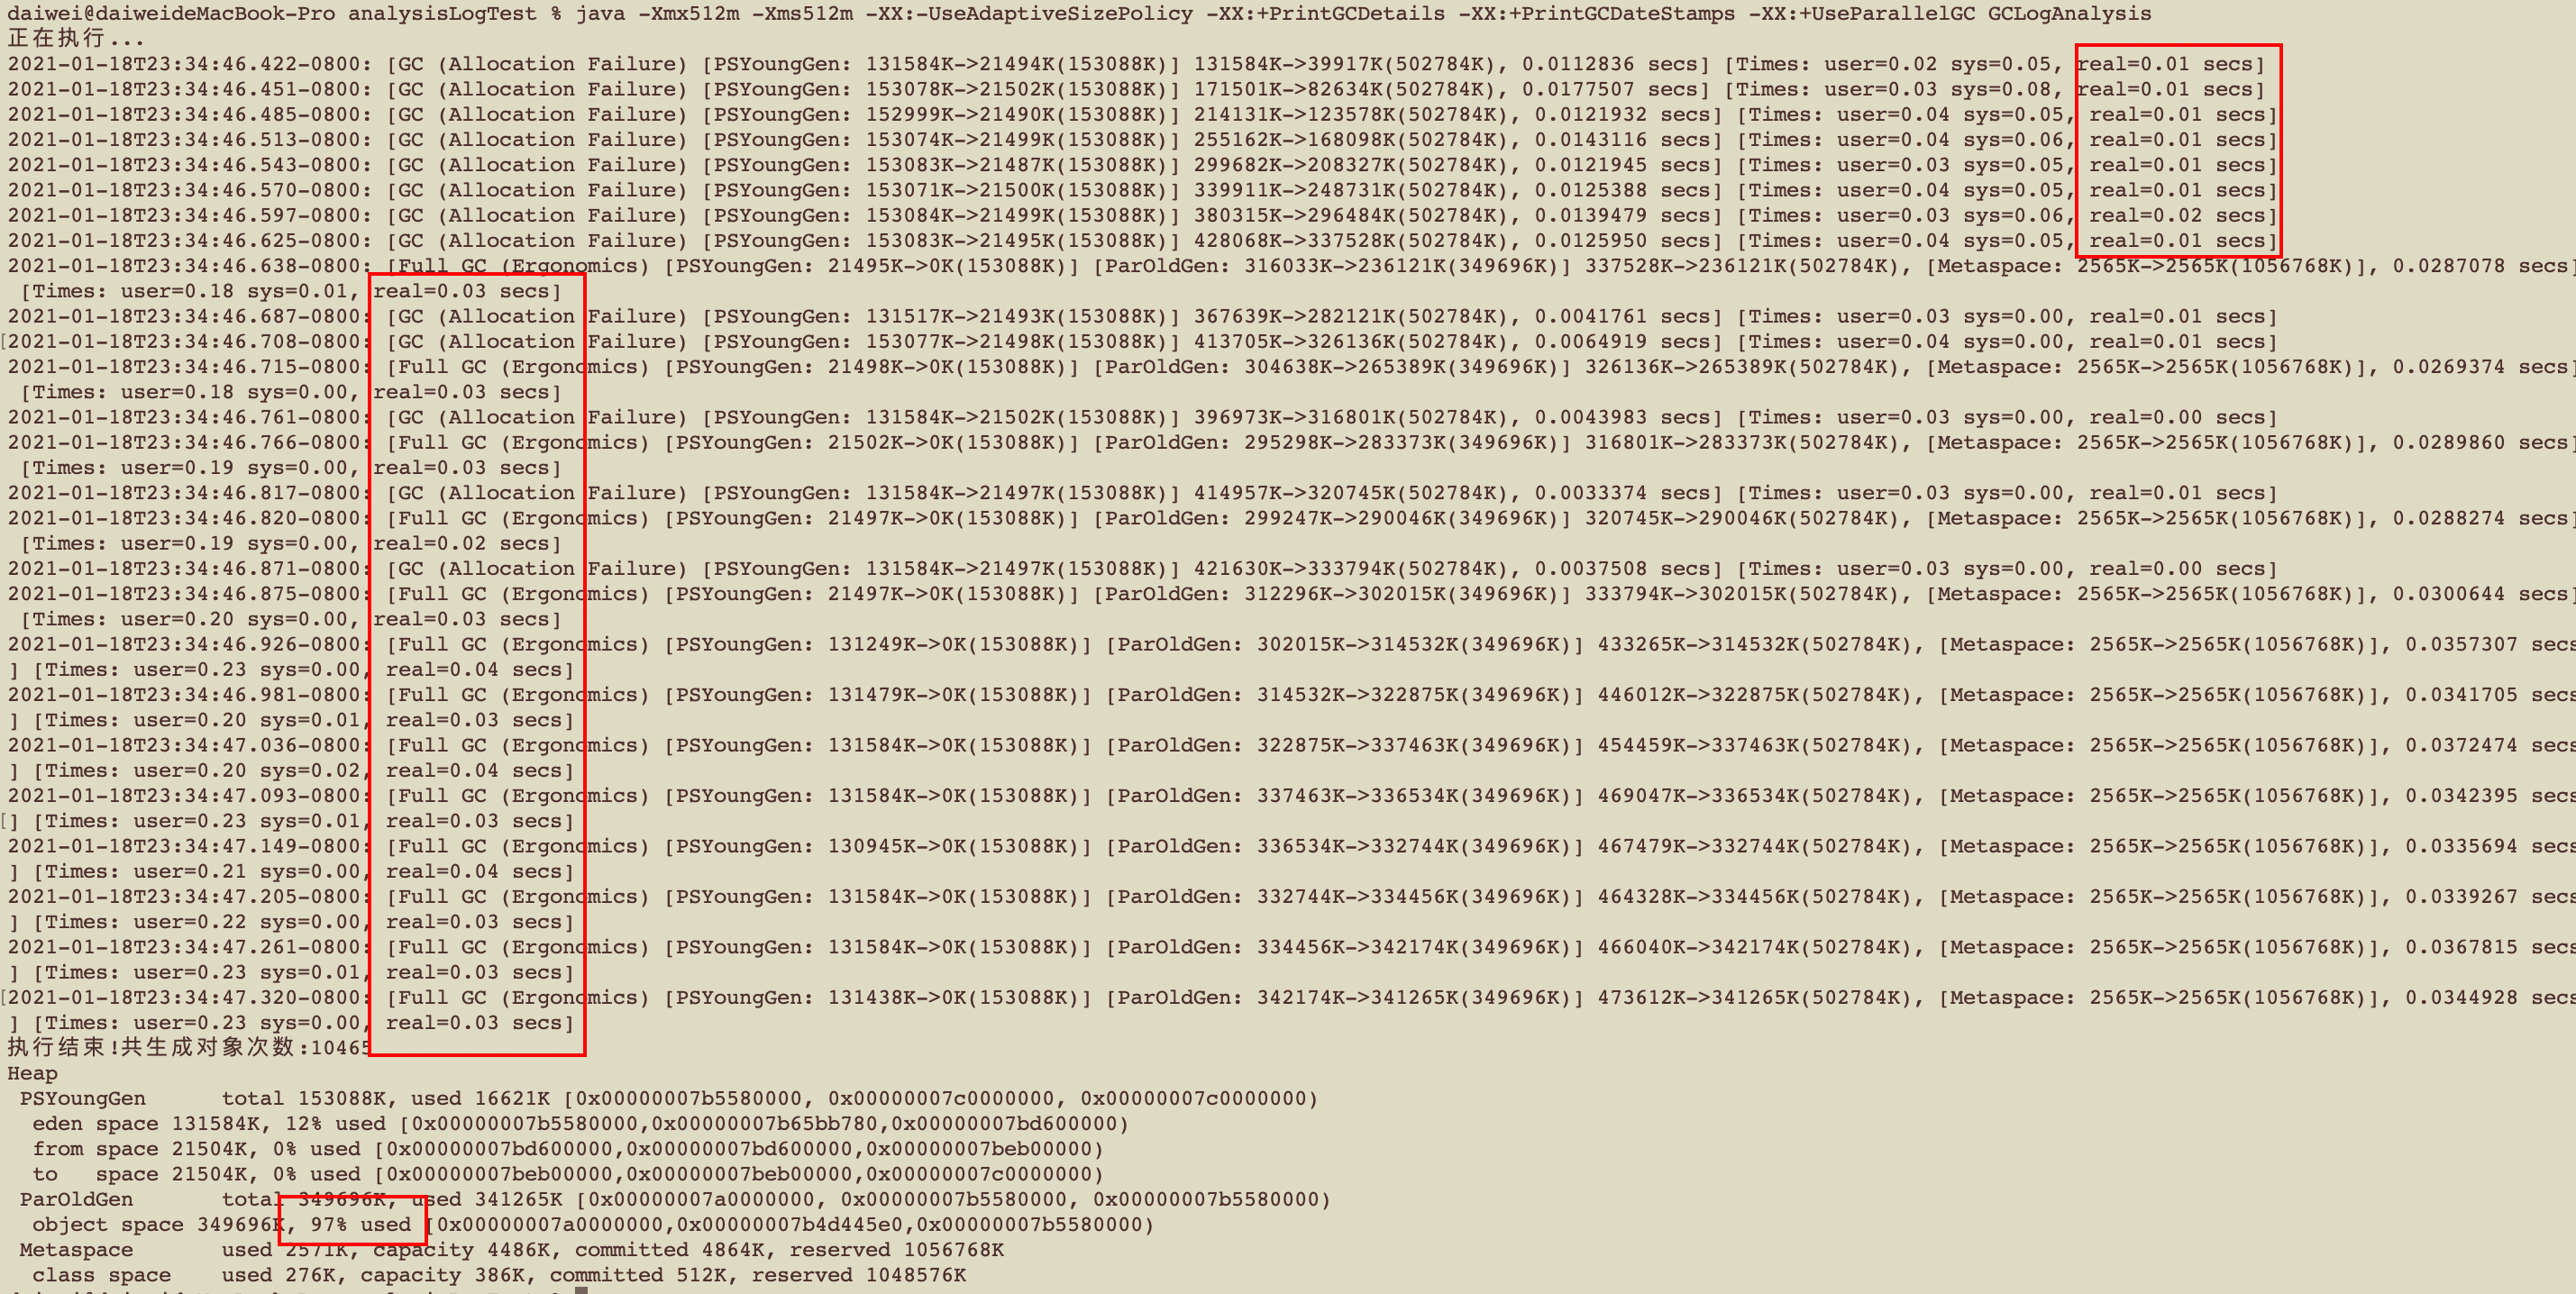 daiwei@daiweideMacBook-Pro analysisLogTest % java -Xmx512m -Xms512m -XX:-UseAdaptiveSizePolicy -XX:+PrintGCDetails -XX:+PrintGCDateStamps -XX:+UseParallelGC GCLogAnalysis
正在执行...
2021-01-18T23:34:46.422-0800: [GC (Allocation Failure) [PSYoungGen: 131584K->21494K(153088K)] 131584K->39917K(502784K), 0.0112836 secs] [Times: user=0.02 sys=0.05, real=0.01 secs]
2021-01-18T23:34:46.451-0800: [GC (Allocation Failure) [PSYoungGen: 153078K->21502K(153088K)] 171501K->82634K(502784K), 0.0177507 secs] [Times: user=0.03 sys=0.08, real=0.01 secs]
2021-01-18T23:34:46.485-0800: [GC (Allocation Failure) [PSYoungGen: 152999K->21490K(153088K)] 214131K->123578K(502784K), 0.0121932 secs] [Times: user=0.04 sys=0.05, real=0.01 secs]
2021-01-18T23:34:46.513-0800: [GC (Allocation Failure) [PSYoungGen: 153074K->21499K(153088K)] 255162K->168098K(502784K), 0.0143116 secs] [Times: user=0.04 sys=0.06, real=0.01 secs]
2021-01-18T23:34:46.543-0800: [GC (Allocation Failure) [PSYoungGen: 153083K->21487K(153088K)] 299682K->208327K(502784K), 0.0121945 secs] [Times: user=0.03 sys=0.05, real=0.01 secs]
2021-01-18T23:34:46.570-0800: [GC (Allocation Failure) [PSYoungGen: 153071K->21500K(153088K)] 339911K->248731K(502784K), 0.0125388 secs] [Times: user=0.04 sys=0.05, real=0.01 secs]
2021-01-18T23:34:46.597-0800: [GC (Allocation Failure) [PSYoungGen: 153084K->21499K(153088K)] 380315K->296484K(502784K), 0.0139479 secs] [Times: user=0.03 sys=0.06, real=0.02 secs]
2021-01-18T23:34:46.625-0800: [GC (Allocation Failure) [PSYoungGen: 153083K->21495K(153088K)] 428068K->337528K(502784K), 0.0125950 secs] [Times: user=0.04 sys=0.05, real=0.01 secs]
2021-01-18T23:34:46.638-0800: [Full GC (Ergonomics) [PSYoungGen: 21495K->0K(153088K)] [ParOldGen: 316033K->236121K(349696K)] 337528K->236121K(502784K), [Metaspace: 2565K->2565K(1056768K)], 0.0287078 secs]
[Times: user=0.18 sys=0.01, real=0.03 secs]
2021-01-18T23:34:46.687-0800: [GC (Allocation Failure) [PSYoungGen: 131517K->21493K(153088K)] 367639K->282121K(502784K), 0.0041761 secs] [Times: user=0.03 sys=0.00, real=0.01 secs]
[2021-01-18T23:34:46.708-0800: [GC (Allocation Failure) [PSYoungGen: 153077K->21498K(153088K)] 413705K->326136K(502784K), 0.0064919 secs] [Times: user=0.04 sys=0.00, real=0.01 secs]
2021-01-18T23:34:46.715-0800: [Full GC (Ergonomics) [PSYoungGen: 21498K->0K(153088K)] [ParOldGen: 304638K->265389K(349696K)] 326136K->265389K(502784K), [Metaspace: 2565K->2565K(1056768K)], 0.0269374 secs]
[Times: user=0.18 sys=0.00, real=0.03 secs]
2021-01-18T23:34:46.761-0800: [GC (Allocation Failure) [PSYoungGen: 131584K->21502K(153088K)] 396973K->316801K(502784K), 0.0043983 secs] [Times: user=0.03 sys=0.00, real=0.00 secs]
2021-01-18T23:34:46.766-0800: [Full GC (Ergonomics) [PSYoungGen: 21502K->0K(153088K)] [ParOldGen: 295298K->283373K(349696K)] 316801K->283373K(502784K), [Metaspace: 2565K->2565K(1056768K)], 0.0289860 secs]
[Times: user=0.19 sys=0.00, real=0.03 secs]
2021-01-18T23:34:46.817-0800: [GC (Allocation Failure) [PSYoungGen: 131584K->21497K(153088K)] 414957K->320745K(502784K), 0.0033374 secs] [Times: user=0.03 sys=0.00, real=0.01 secs]
2021-01-18T23:34:46.820-0800: [Full GC (Ergonomics) [PSYoungGen: 21497K->0K(153088K)] [ParOldGen: 299247K->290046K(349696K)] 320745K->290046K(502784K), [Metaspace: 2565K->2565K(1056768K)], 0.0288274 secs]
[Times: user=0.19 sys=0.00, real=0.02 secs]
2021-01-18T23:34:46.871-0800: [GC (Allocation Failure) [PSYoungGen: 131584K->21497K(153088K)] 421630K->333794K(502784K), 0.0037508 secs] [Times: user=0.03 sys=0.00, real=0.00 secs]
2021-01-18T23:34:46.875-0800: [Full GC (Ergonomics) [PSYoungGen: 21497K->0K(153088K)] [ParOldGen: 312296K->302015K(349696K)] 333794K->302015K(502784K), [Metaspace: 2565K->2565K(1056768K)], 0.0300644 secs]
[Times: user=0.20 sys=0.00, real=0.03 secs]
2021-01-18T23:34:46.926-0800: [Full GC (Ergonomics) [PSYoungGen: 131249K->0K(153088K)] [ParOldGen: 302015K->314532K(349696K)] 433265K->314532K(502784K), [Metaspace: 2565K->2565K(1056768K)], 0.0357307 secs
] [Times: user=0.23 sys=0.00, real=0.04 secs]
2021-01-18T23:34:46.981-0800: [Full GC (Ergonomics) [PSYoungGen: 131479K->0K(153088K)] [ParOldGen: 314532K->322875K(349696K)] 446012K->322875K(502784K), [Metaspace: 2565K->2565K(1056768K)], 0.0341705 secs
] [Times: user=0.20 sys=0.01, real=0.03 secs]
2021-01-18T23:34:47.036-0800: [Full GC (Ergonomics) [PSYoungGen: 131584K->0K(153088K)] [ParOldGen: 322875K->337463K(349696K)] 454459K->337463K(502784K), [Metaspace: 2565K->2565K(1056768K)], 0.0372474 secs
] [Times: user=0.20 sys=0.02, real=0.04 secs]
2021-01-18T23:34:47.093-0800: [Full GC (Ergonomics) [PSYoungGen: 131584K->0K(153088K)] [ParOldGen: 337463K->336534K(349696K)] 469047K->336534K(502784K), [Metaspace: 2565K->2565K(1056768K)], 0.0342395 secs
[] [Times: user=0.23 sys=0.01, real=0.03 secs]
2021-01-18T23:34:47.149-0800: [Full GC (Ergonomics) [PSYoungGen: 130945K->0K(153088K)] [ParOldGen: 336534K->332744K(349696K)] 467479K->332744K(502784K), [Metaspace: 2565K->2565K(1056768K)], 0.0335694 secs
] [Times: user=0.21 sys=0.00, real=0.04 secs]
2021-01-18T23:34:47.205-0800: [Full GC (Ergonomics) [PSYoungGen: 131584K->0K(153088K)] [ParOldGen: 332744K->334456K(349696K)] 464328K->334456K(502784K), [Metaspace: 2565K->2565K(1056768K)], 0.0339267 secs
] [Times: user=0.22 sys=0.00, real=0.03 secs]
2021-01-18T23:34:47.261-0800: [Full GC (Ergonomics) [PSYoungGen: 131584K->0K(153088K)] [ParOldGen: 334456K->342174K(349696K)] 466040K->342174K(502784K), [Metaspace: 2565K->2565K(1056768K)], 0.0367815 secs
] [Times: user=0.23 sys=0.01, real=0.03 secs]
[2021-01-18T23:34:47.320-0800: [Full GC (Ergonomics) [PSYoungGen: 131438K->0K(153088K)] [ParOldGen: 342174K->341265K(349696K)] 473612K->341265K(502784K), [Metaspace: 2565K->2565K(1056768K)], 0.0344928 secs
] [Times: user=0.23 sys=0.00, real=0.03 secs]
执行结束!共生成对象次数:10465
Heap
PSYoungGen total 153088K, used 16621K [0x00000007b5580000, 0x00000007c0000000, 0x00000007c0000000)
eden space 131584K, 12% used [0x00000007b5580000,0x00000007b65bb780,0x00000007bd600000)
from space 21504K, 0% used [0x00000007bd600000,0x00000007bd600000,0x00000007beb00000)
to space 21504K, 0% used [0x00000007beb00000,0x00000007beb00000,0x00000007c0000000)
ParOldGen total 349696K, used 341265K [0x00000007a0000000, 0x00000007b5580000, 0x00000007b5580000)
object space 349696K, 97% used [0x00000007a0000000,0x00000007b4d445e0,0x00000007b5580000)
Metaspace used 2571K, capacity 4486K, committed 4864K, reserved 1056768K
class space used 276K, capacity 386K, committed 512K, reserved 1048576K